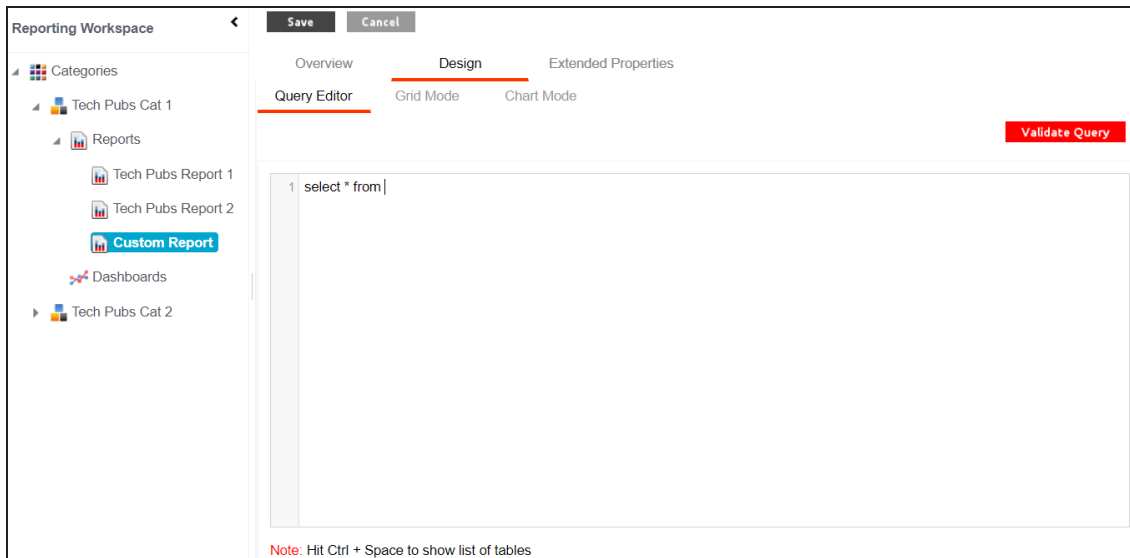 Reporting Workspace
Save Cancel
Categories
Tech Pubs Cat 1
Reports
Tech Pubs Report 1
Tech Pubs Report 2
Custom Report
Dashboards
Tech Pubs Cat 2
Overview Design Extended Properties
Query Editor Grid Mode Chart Mode
Validate Query
1 select * from
Note: Hit Ctrl + Space to show list of tables